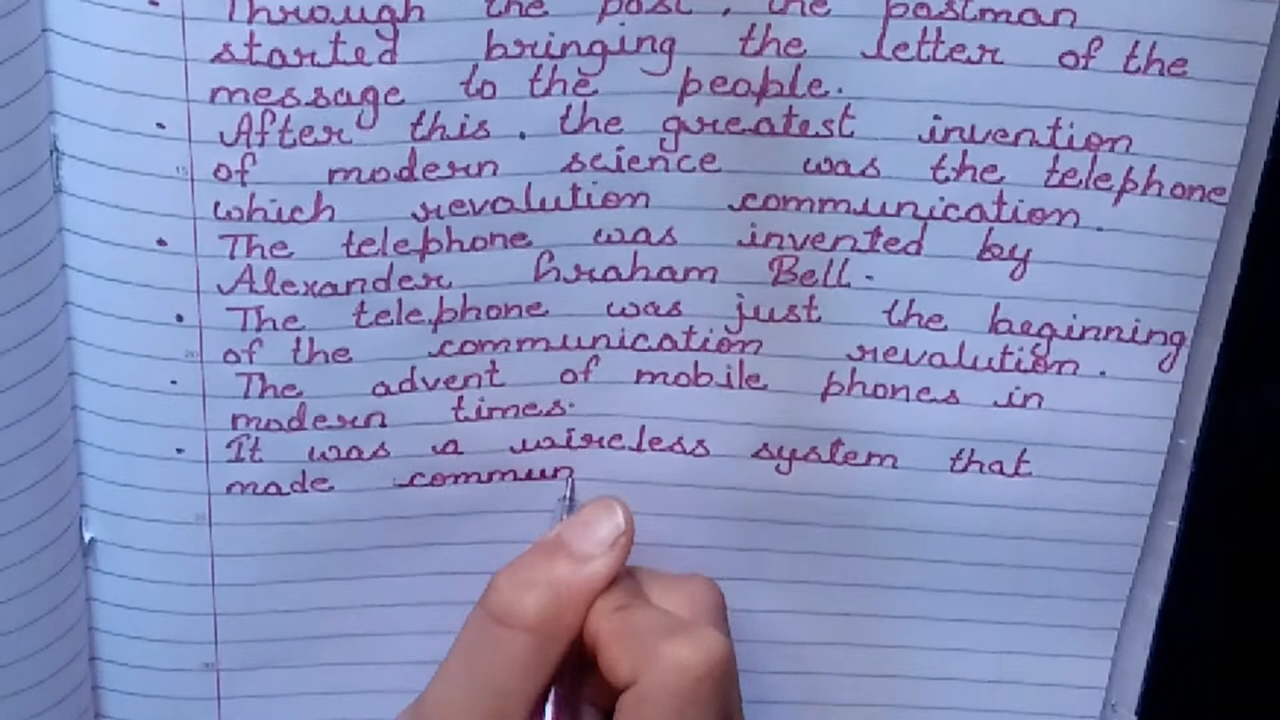 Through the post, the postman
started bringing the letter of the
message to the people.
• After this, the greatest invention
of modern science was the telephone
which revalution communication.
• The telephone was invented by
Alexander Graham Bell.
• The telephone was just the beginning
of the communication revalution.
• The advent of mobile phones in
modern times.
• It was a wireless system that
made commun